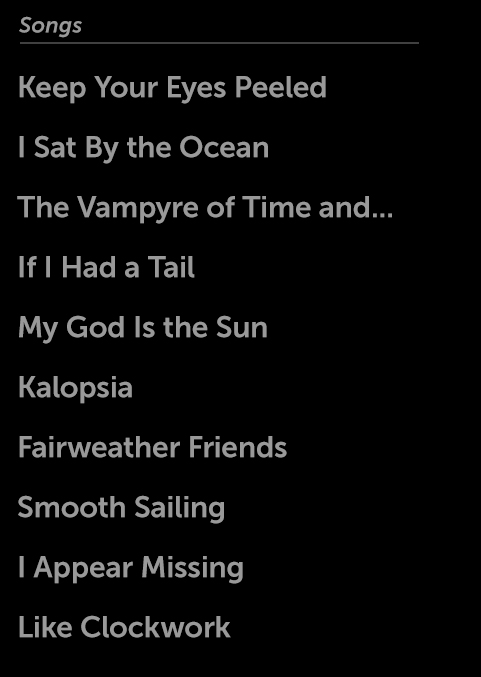 Songs
Keep Your Eyes Peeled
I Sat By the Ocean
The Vampyre of Time and...
If I Had a Tail
My God Is the Sun
Kalopsia
Fairweather Friends
Smooth Sailing
I Appear Missing
Like Clockwork